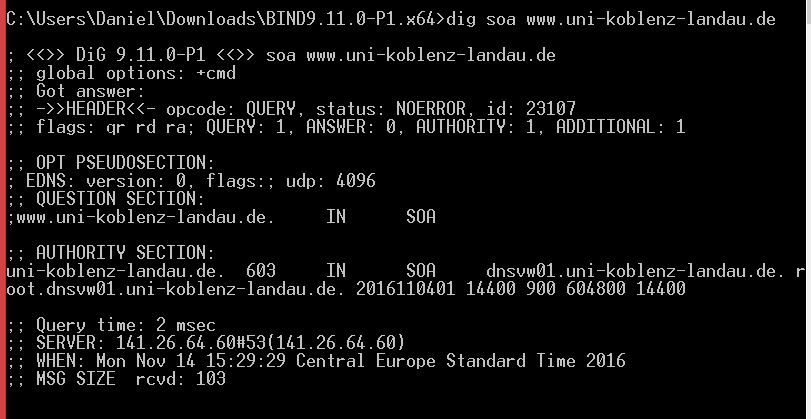 C:\Users\Daniel\Downloads\BIND9.11.0-P1.x64>dig soa www.uni-koblenz-landau.de
; <<>> DiG 9.11.0-P1 <<>> soa www.uni-koblenz-landau.de
;; global options: +cmd
;; Got answer:
;; ->>HEADER<<- opcode: QUERY, status: NOERROR, id: 23107
;; flags: qr rd ra; QUERY: 1, ANSWER: 0, AUTHORITY: 1, ADDITIONAL: 1
;; OPT PSEUDOSECTION:
; EDNS: version: 0, flags:; udp: 4096
;; QUESTION SECTION:
;www.uni-koblenz-landau.de. IN SOA
;; AUTHORITY SECTION:
uni-koblenz-landau.de. 603 IN SOA dnsvw01.uni-koblenz-landau.de. r
oot.dnsvw01.uni-koblenz-landau.de. 2016110401 14400 900 604800 14400
;; Query time: 2 msec
;; SERVER: 141.26.64.60#53(141.26.64.60)
;; WHEN: Mon Nov 14 15:29:29 Central Europe Standard Time 2016
;; MSG SIZE rcvd: 103